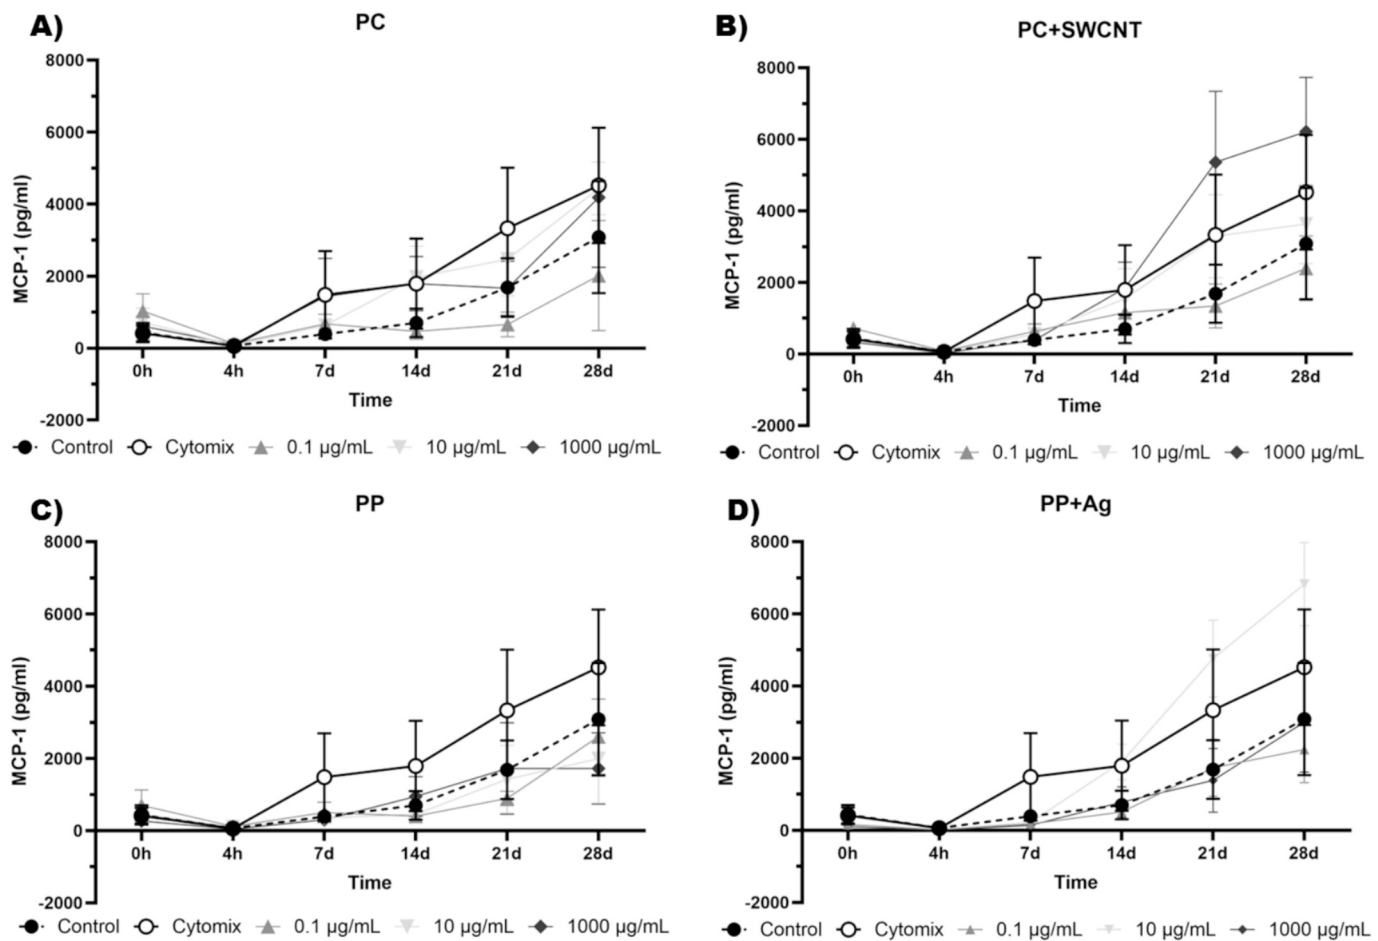 A)
PC
MCP-1 (pg/ml)
8000
6000
4000
2000
0
-2000
0h 4h 7d 14d 21d 28d
Time
Control Cytomix 0.1 µg/mL 10 µg/mL 1000 µg/mL
B)
PC+SWCNT
MCP-1 (pg/ml)
8000
6000
4000
2000
0
-2000
0h 4h 7d 14d 21d 28d
Time
Control Cytomix 0.1 µg/mL 10 µg/mL 1000 µg/mL
C)
PP
MCP-1 (pg/ml)
8000
6000
4000
2000
0
-2000
0h 4h 7d 14d 21d 28d
Time
Control Cytomix 0.1 µg/mL 10 µg/mL 1000 µg/mL
D)
PP+Ag
MCP-1 (pg/ml)
8000
6000
4000
2000
0
-2000
0h 4h 7d 14d 21d 28d
Time
Control Cytomix 0.1 µg/mL 10 µg/mL 1000 µg/mL